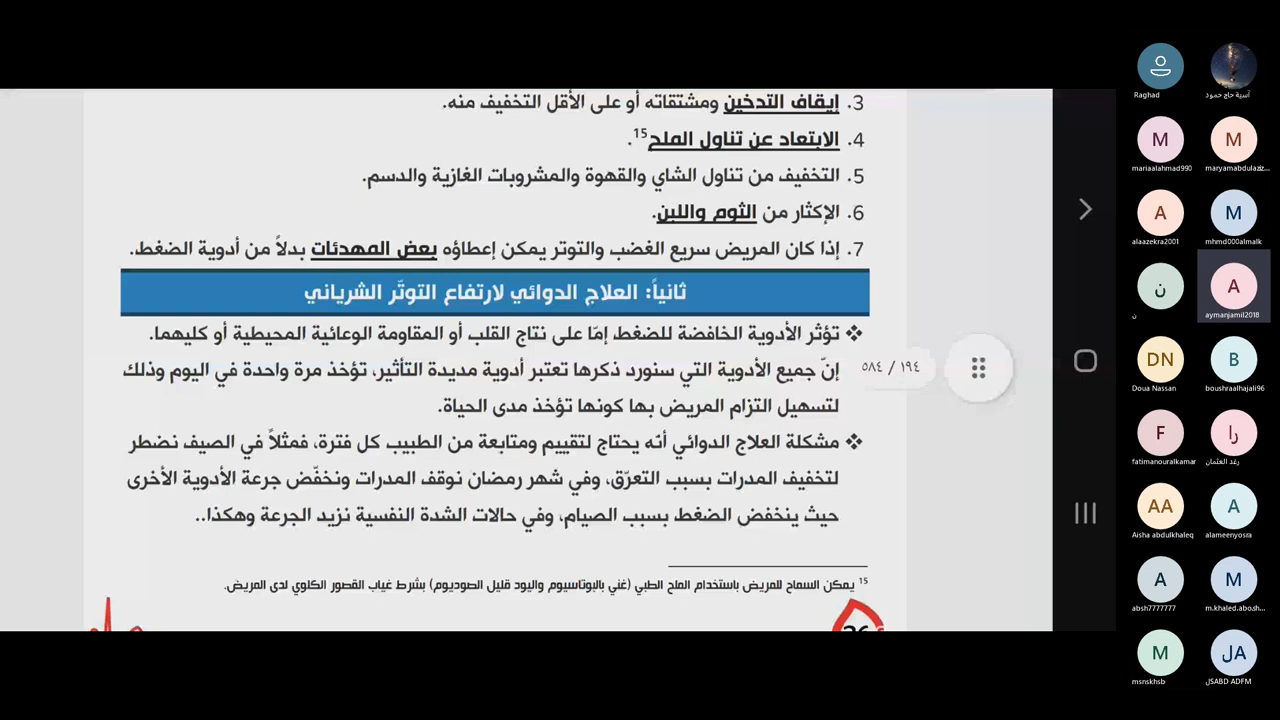 3. إيقاف التدخين ومشتقاته أو على الأقل التخفيف منه.
4. الابتعاد عن تناول الملح15.
5. التخفيف من تناول الشاي والقهوة والمشروبات الغازية والدسم.
6. الإكثار من الثوم واللبن.
7. إذا كان المريض سريع الغضب والتوتر يمكن إعطاؤه بعض المهدئات بدلاً من أدوية الضغط.
ثانياً: العلاج الدوائي لارتفاع التوتّر الشرياني
❖ تؤثر الأدوية الخافضة للضغط إمّا على نتاج القلب أو المقاومة الوعائية المحيطية أو كليهما.
إنّ جميع الأدوية التي سنورد ذكرها تعتبر أدوية مديدة التأثير، تؤخذ مرة واحدة في اليوم وذلك
لتسهيل التزام المريض بها كونها تؤخذ مدى الحياة.
❖ مشكلة العلاج الدوائي أنه يحتاج لتقييم ومتابعة من الطبيب كل فترة، فمثلاً في الصيف نضطر
لتخفيف المدرات بسبب التعرّق، وفي شهر رمضان نوقف المدرات ونخفّض جرعة الأدوية الأخرى
حيث ينخفض الضغط بسبب الصيام، وفي حالات الشدة النفسية نزيد الجرعة وهكذا..
15 يمكن السماح للمريض باستخدام الملح الطبي (غني بالبوتاسيوم واليود قليل الصوديوم) بشرط غياب القصور الكلوي لدى المريض.
١٩٤ / ٥٨٤
Raghad
آسية حاج حمود
M
mariaalahmad990
M
maryamabdulaziz...
A
alaazekra2001
M
mhmd000almalk
ن
ن
A
aymanjamil2018
DN
Doua Nassan
B
boushraalhajali96
F
fatimanouralkamar
را
رغد العثمان
AA
Aisha abdulkhaleq
A
alameenyosra
A
absh7777777
M
m.khaled.abo.sh...
M
msnskhsb
JA
JSABD ADFM